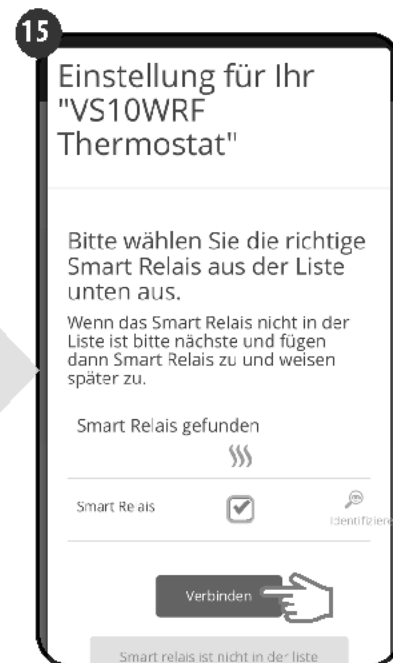 15
Einstellung für Ihr
"VS10WRF
Thermostat"
Bitte wählen Sie die richtige
Smart Relais aus der Liste
unten aus.
Wenn das Smart Relais nicht in der
Liste ist bitte nächste und fügen
dann Smart Relais zu und weisen
später zu.
Smart Relais gefunden
Smart Relais
Identifiziere
Verbinden
Smart relais ist nicht in der liste